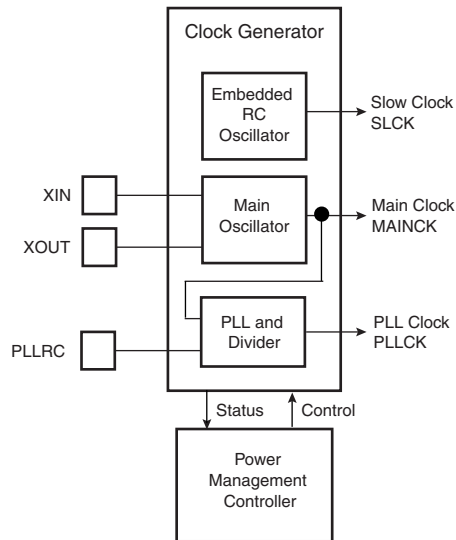 Clock Generator
Embedded
RC
Oscillator
Slow Clock
SLCK
XIN
XOUT
Main
Oscillator
Main Clock
MAINCK
PLLRC
PLL and
Divider
PLL Clock
PLLCK
Status
Control
Power
Management
Controller